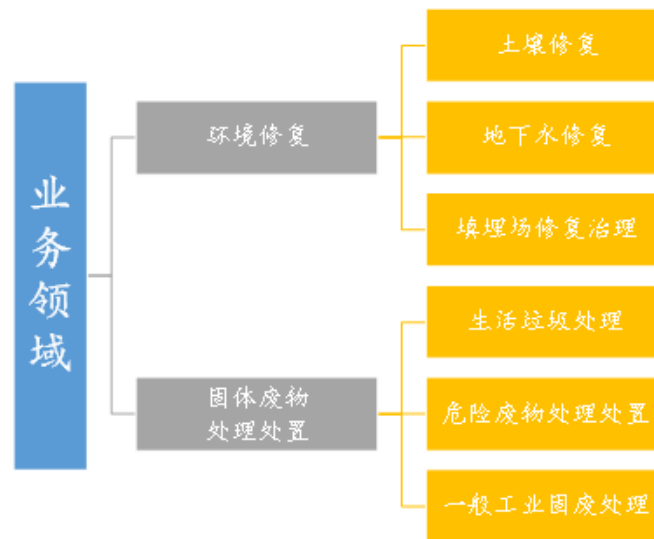 业务领域
环境修复
土壤修复
地下水修复
填埋场修复治理
固体废物
处理处置
生活垃圾处理
危险废物处理处置
一般工业固废处理